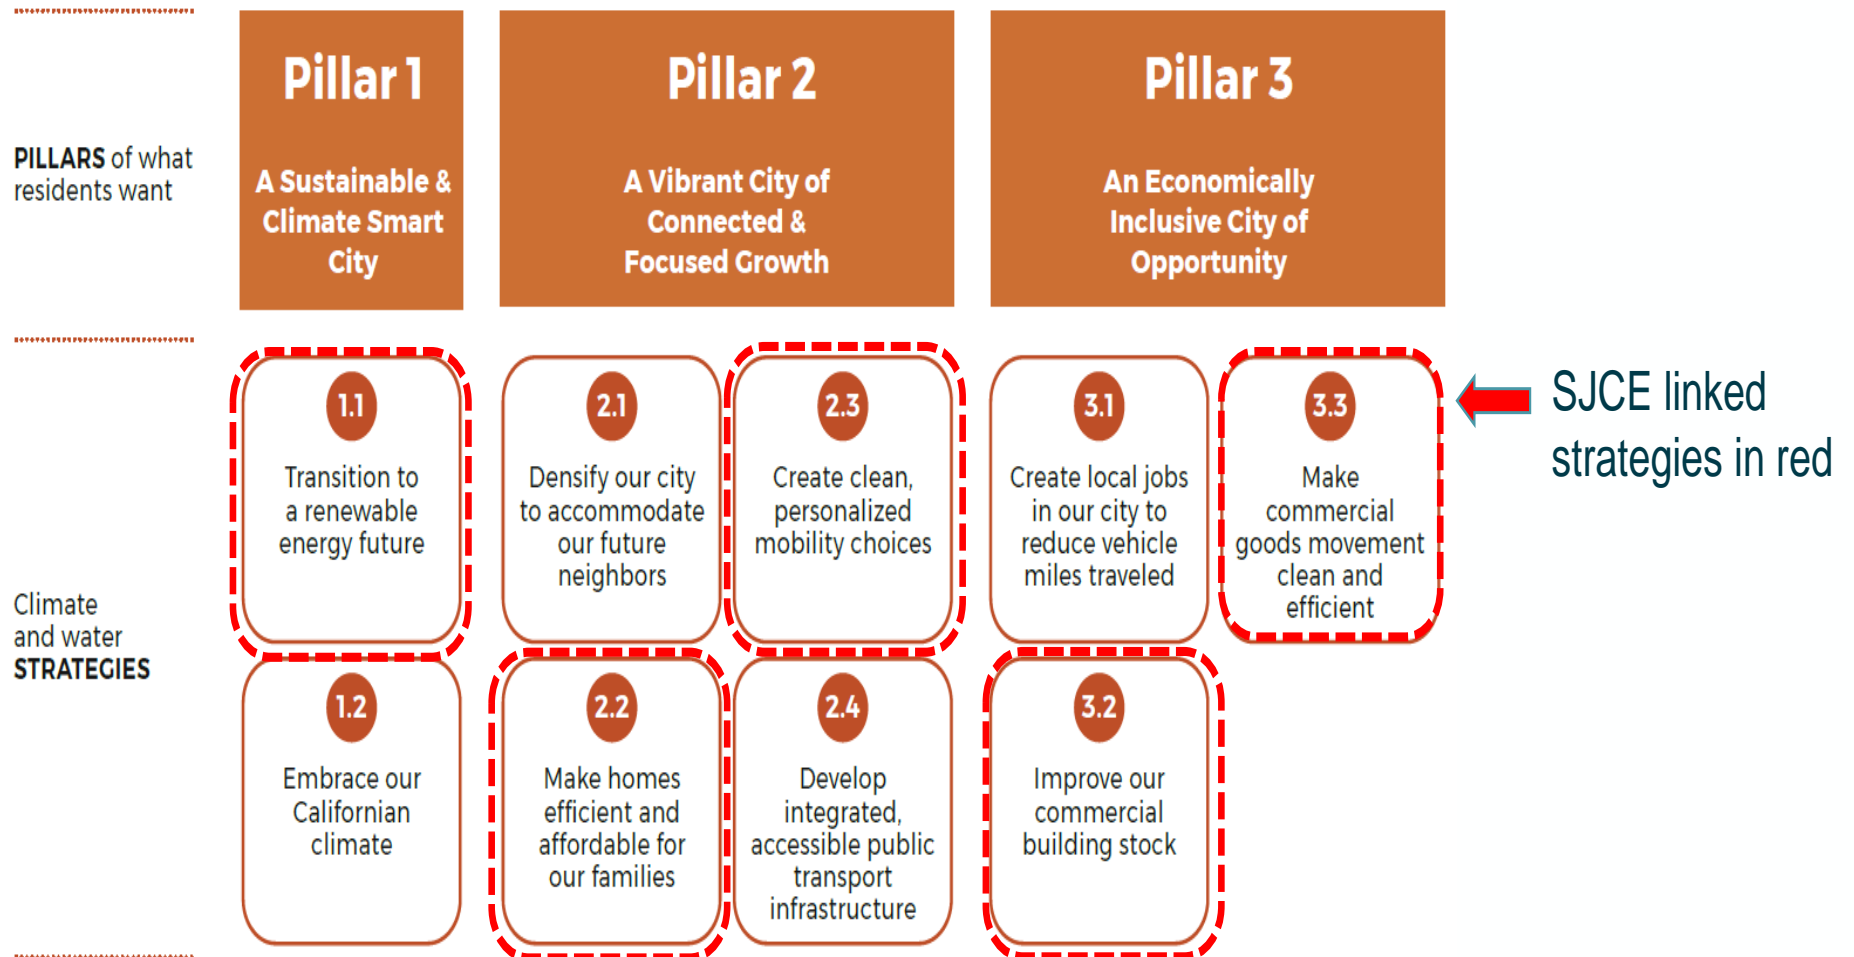 PILLARS of what
residents want
Pillar 1
A Sustainable &
Climate Smart
City
Pillar 2
A Vibrant City of
Connected &
Focused Growth
Pillar 3
An Economically
Inclusive City of
Opportunity
Climate
and water
STRATEGIES
1.1
Transition to
a renewable
energy future
2.1
Densify our city
to accommodate
our future
neighbors
2.3
Create clean,
personalized
mobility choices
3.1
Create local jobs
in our city to
reduce vehicle
miles traveled
3.3
Make
commercial
goods movement
clean and
efficient
SJCE linked
strategies in red
1.2
Embrace our
Californian
climate
2.2
Make homes
efficient and
affordable for
our families
2.4
Develop
integrated,
accessible public
transport
infrastructure
3.2
Improve our
commercial
building stock